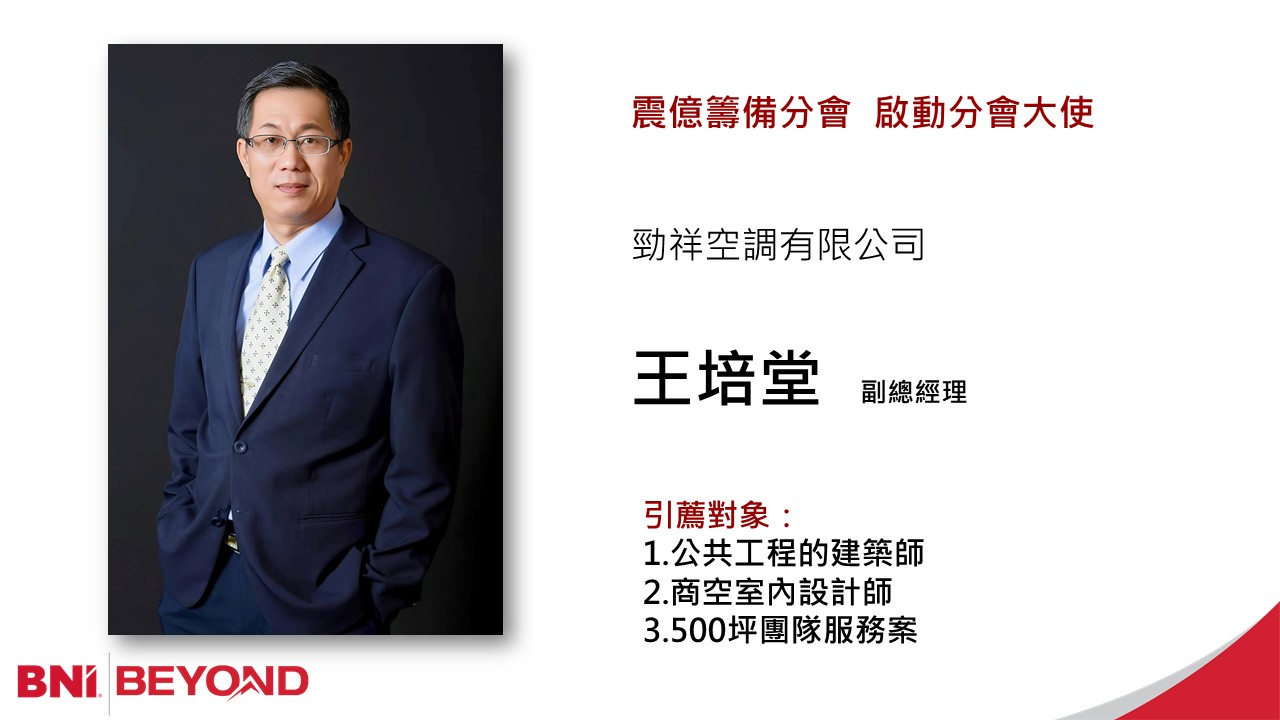 震億籌備分會 啟動分會大使
勁祥空調有限公司
王培堂 副總經理
引薦對象：
1.公共工程的建築師
2.商空室內設計師
3.500坪團隊服務案
BNI® BEYOND